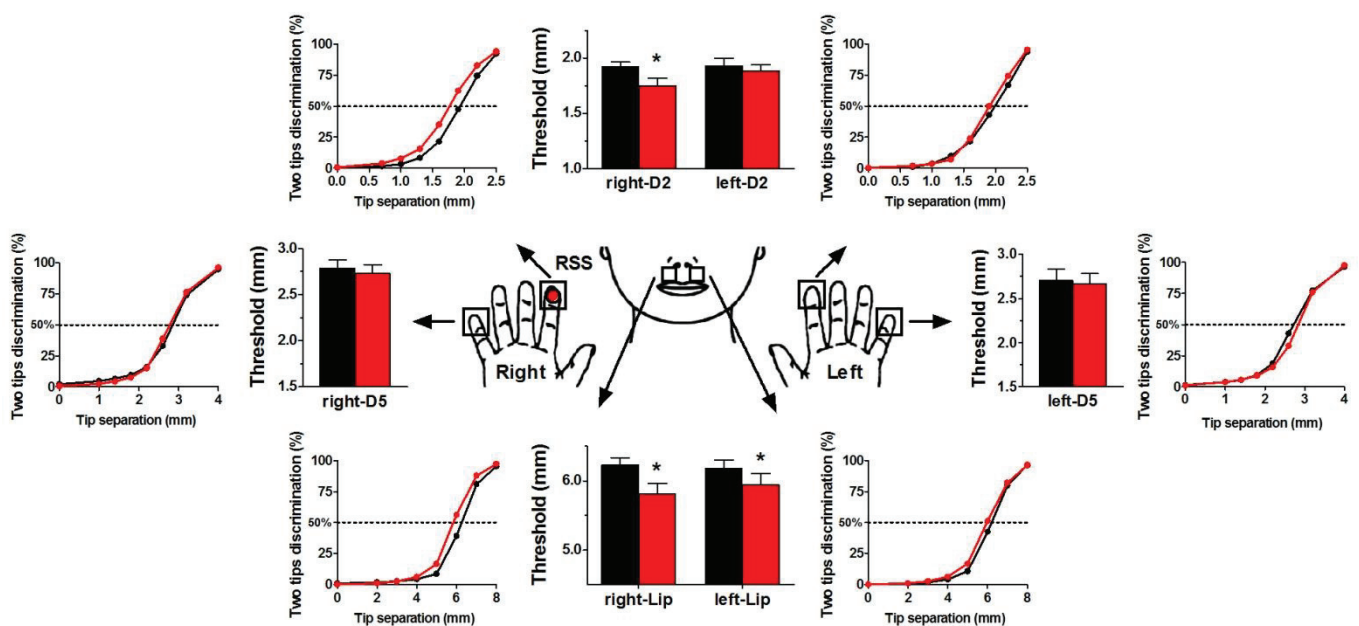 Two tips discrimination (%)
100
75
50%
25
0
0.0 0.5 1.0 1.5 2.0 2.5
Tip separation (mm)
Threshold (mm)
2.0
1.5
1.0
*
right-D2 left-D2
Two tips discrimination (%)
100
75
50%
25
0
0.0 0.5 1.0 1.5 2.0 2.5
Tip separation (mm)
Two tips discrimination (%)
100
75
50%
25
0
0 1 2 3 4
Tip separation (mm)
Threshold (mm)
3.0
2.5
2.0
1.5
right-D5
RSS
Right
Left
Threshold (mm)
3.0
2.5
2.0
1.5
left-D5
Two tips discrimination (%)
100
75
50%
25
0
0 1 2 3 4
Tip separation (mm)
Two tips discrimination (%)
100
75
50%
25
0
0 2 4 6 8
Tip separation (mm)
Threshold (mm)
6.0
5.0
* *
right-Lip left-Lip
Two tips discrimination (%)
100
75
50%
25
0
0 2 4 6 8
Tip separation (mm)